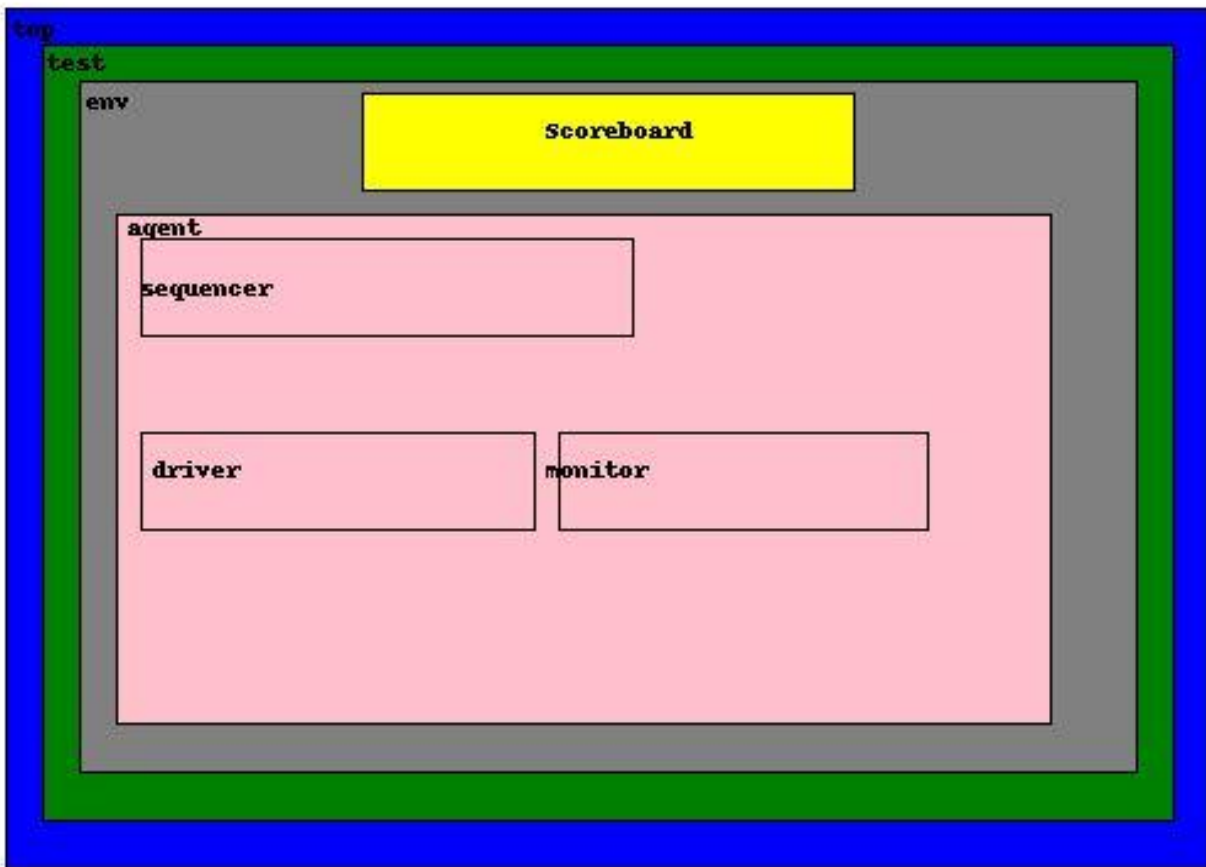 top
test
env
Scoreboard
agent
sequencer
driver
monitor